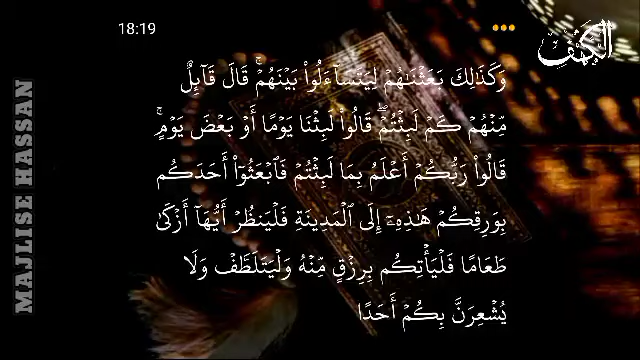 18:19
الكهف
وَكَذَٰلِكَ بَعَثْنَـٰهُمْ لِيَتَسَآءَلُوا۟ بَيْنَهُمْ ۚ قَالَ قَآئِلٌ
مِّنْهُمْ كَمْ لَبِثْتُمْ ۖ قَالُوا۟ لَبِثْنَا يَوْمًا أَوْ بَعْضَ يَوْمٍ ۚ
قَالُوا۟ رَبُّكُمْ أَعْلَمُ بِمَا لَبِثْتُمْ فَٱبْعَثُوٓا۟ أَحَدَكُم
بِوَرِقِكُمْ هَـٰذِهِۦٓ إِلَى ٱلْمَدِينَةِ فَلْيَنظُرْ أَيُّهَآ أَزْكَىٰ
طَعَامًا فَلْيَأْتِكُم بِرِزْقٍ مِّنْهُ وَلْيَتَلَطَّفْ وَلَا
يُشْعِرَنَّ بِكُمْ أَحَدًا
MAJLISE HASSAN